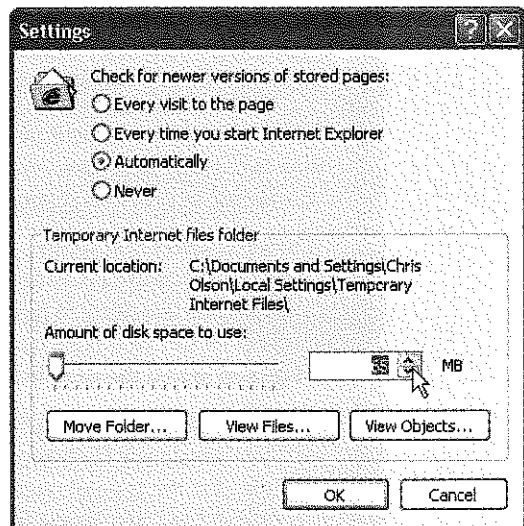 Settings
Check for newer versions of stored pages:
Every visit to the page
Every time you start Internet Explorer
Automatically
Never
Temporary Internet files folder
Current location: C:\Documents and Settings\Chris
Olson\Local Settings\Temporary
Internet Files\
Amount of disk space to use:
MB
Move Folder... View Files... View Objects...
OK Cancel